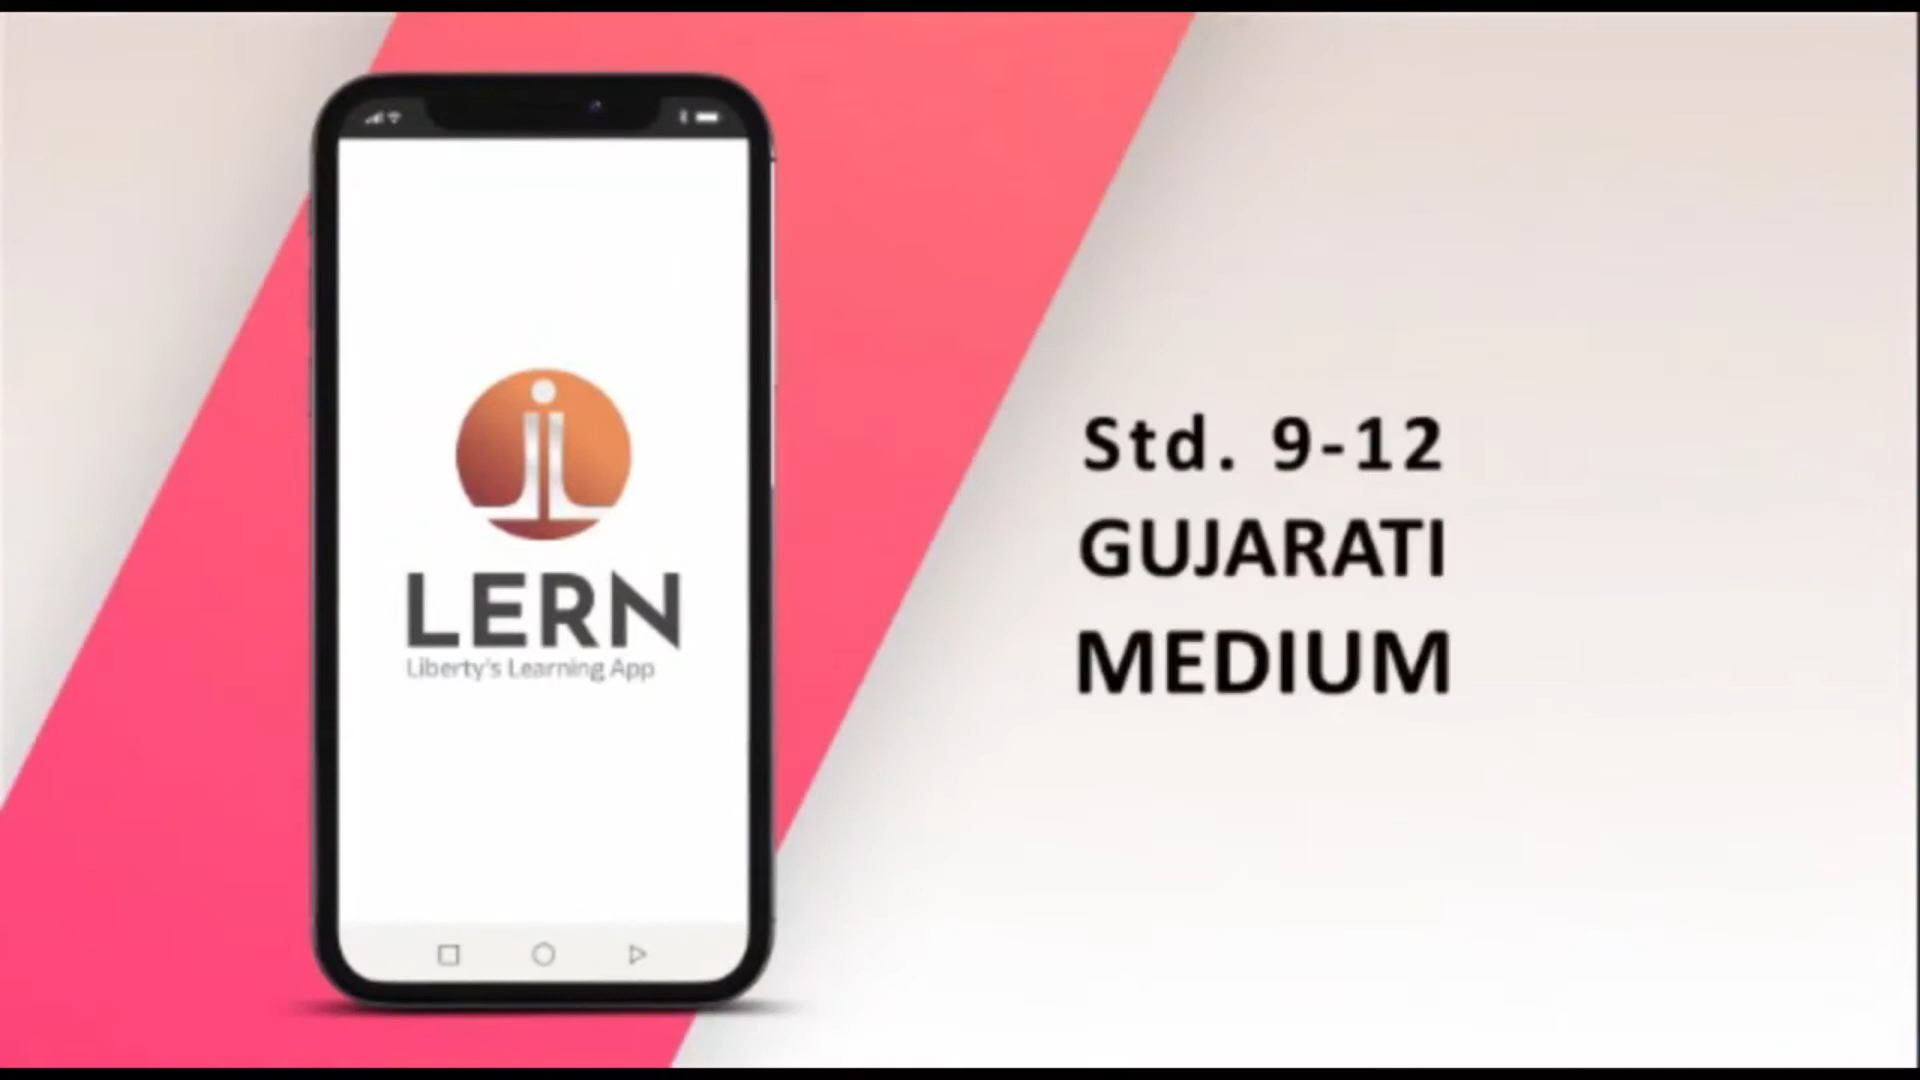 LERN
Liberty's Learning App
Std. 9-12
GUJARATI
MEDIUM